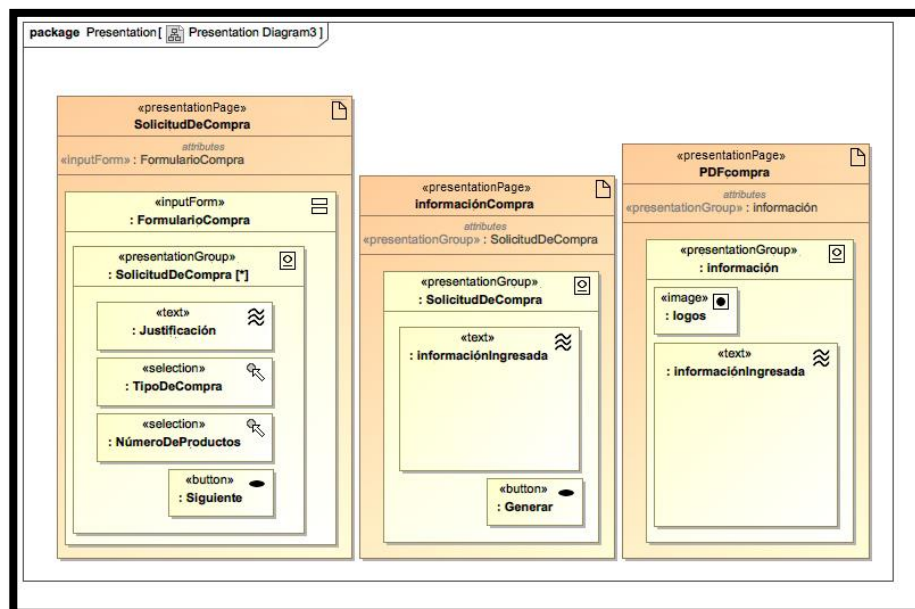 package Presentation[ Presentation Diagram3 ]
«presentationPage»
SolicitudDeCompra
attributes
«inputForm» : FormularioCompra
«inputForm»
: FormularioCompra
«presentationGroup»
: SolicitudDeCompra [*]
«text»
: Justificación
«selection»
: TipoDeCompra
«selection»
: NúmeroDeProductos
«button»
: Siguiente
«presentationPage»
informaciónCompra
attributes
«presentationGroup» : SolicitudDeCompra
«presentationGroup»
: SolicitudDeCompra
«text»
: informaciónIngresada
«button»
: Generar
«presentationPage»
PDFcompra
attributes
«presentationGroup» : información
«presentationGroup»
: información
«image»
: logos
«text»
: informaciónIngresada